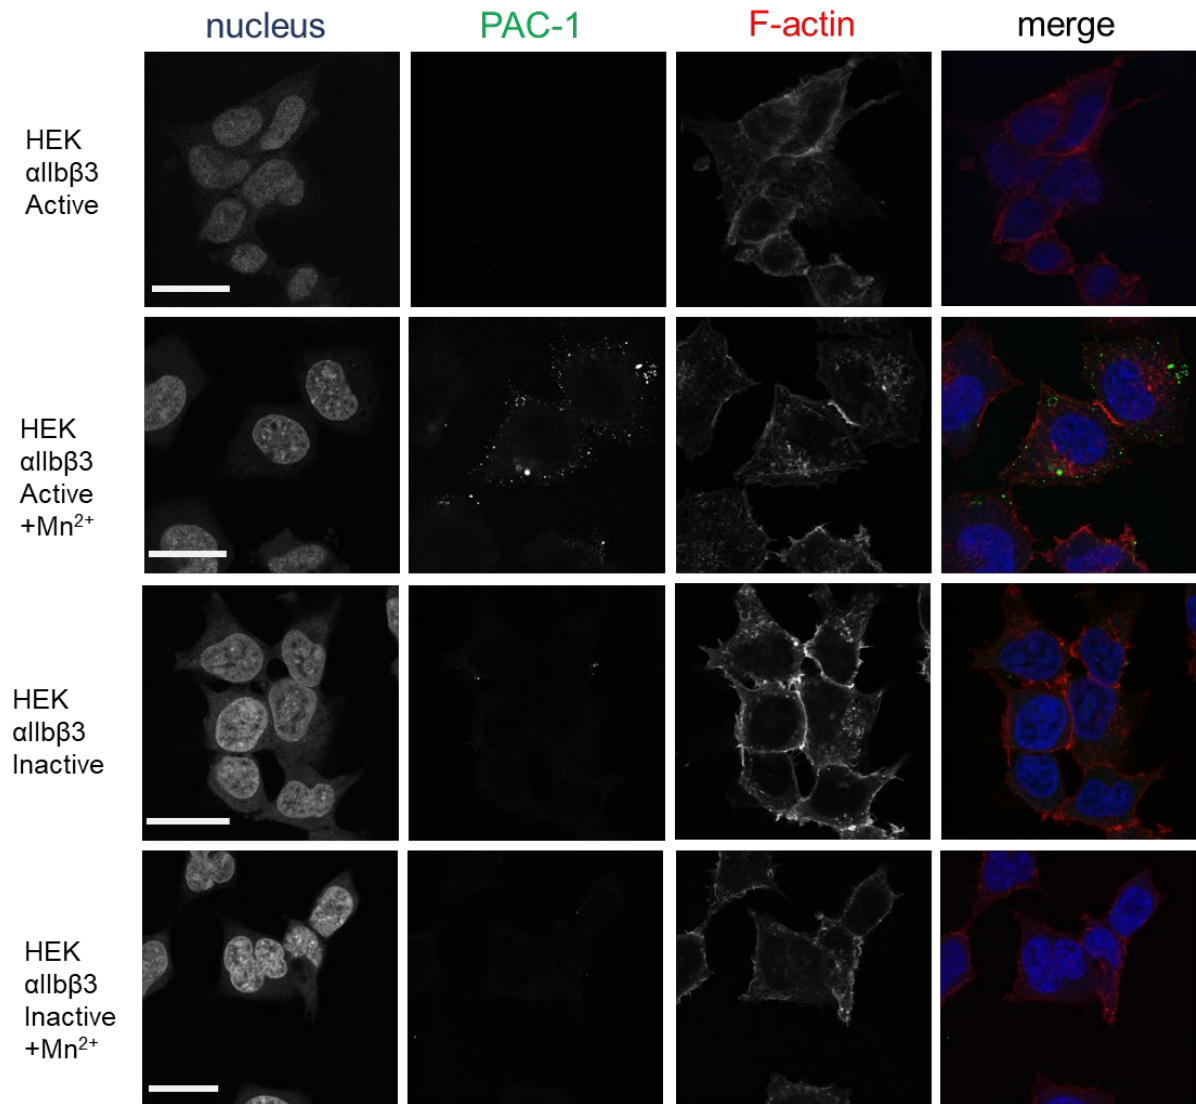 nucleus PAC-1 F-actin merge
HEK
αIIbβ3
Active
HEK
αIIbβ3
Active
+Mn²⁺
HEK
αIIbβ3
Inactive
HEK
αIIbβ3
Inactive
+Mn²⁺